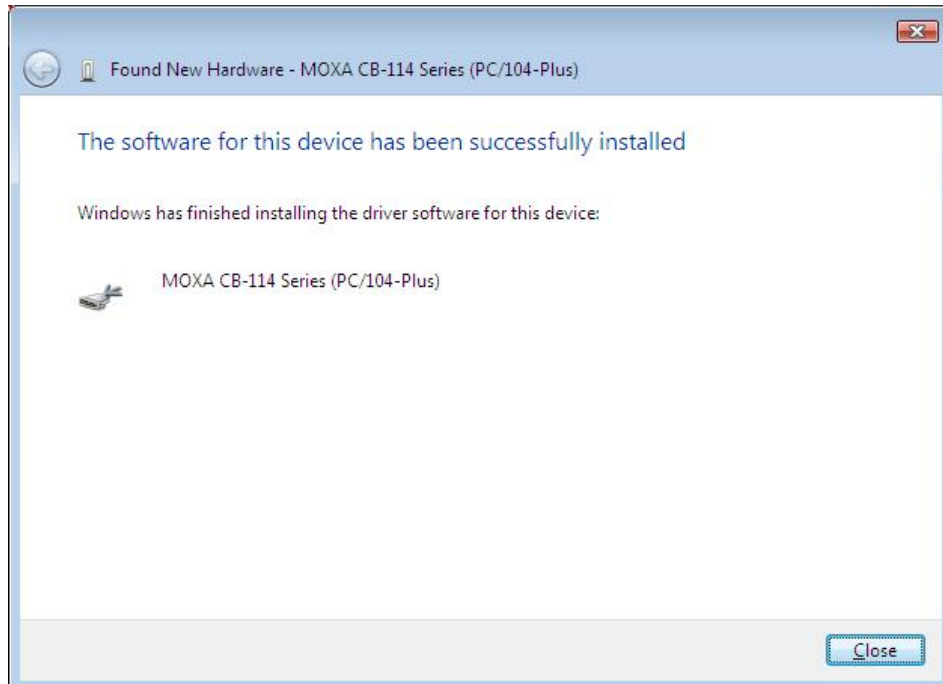 Found New Hardware - MOXA CB-114 Series (PC/104-Plus)
The software for this device has been successfully installed
Windows has finished installing the driver software for this device:
MOXA CB-114 Series (PC/104-Plus)
Close